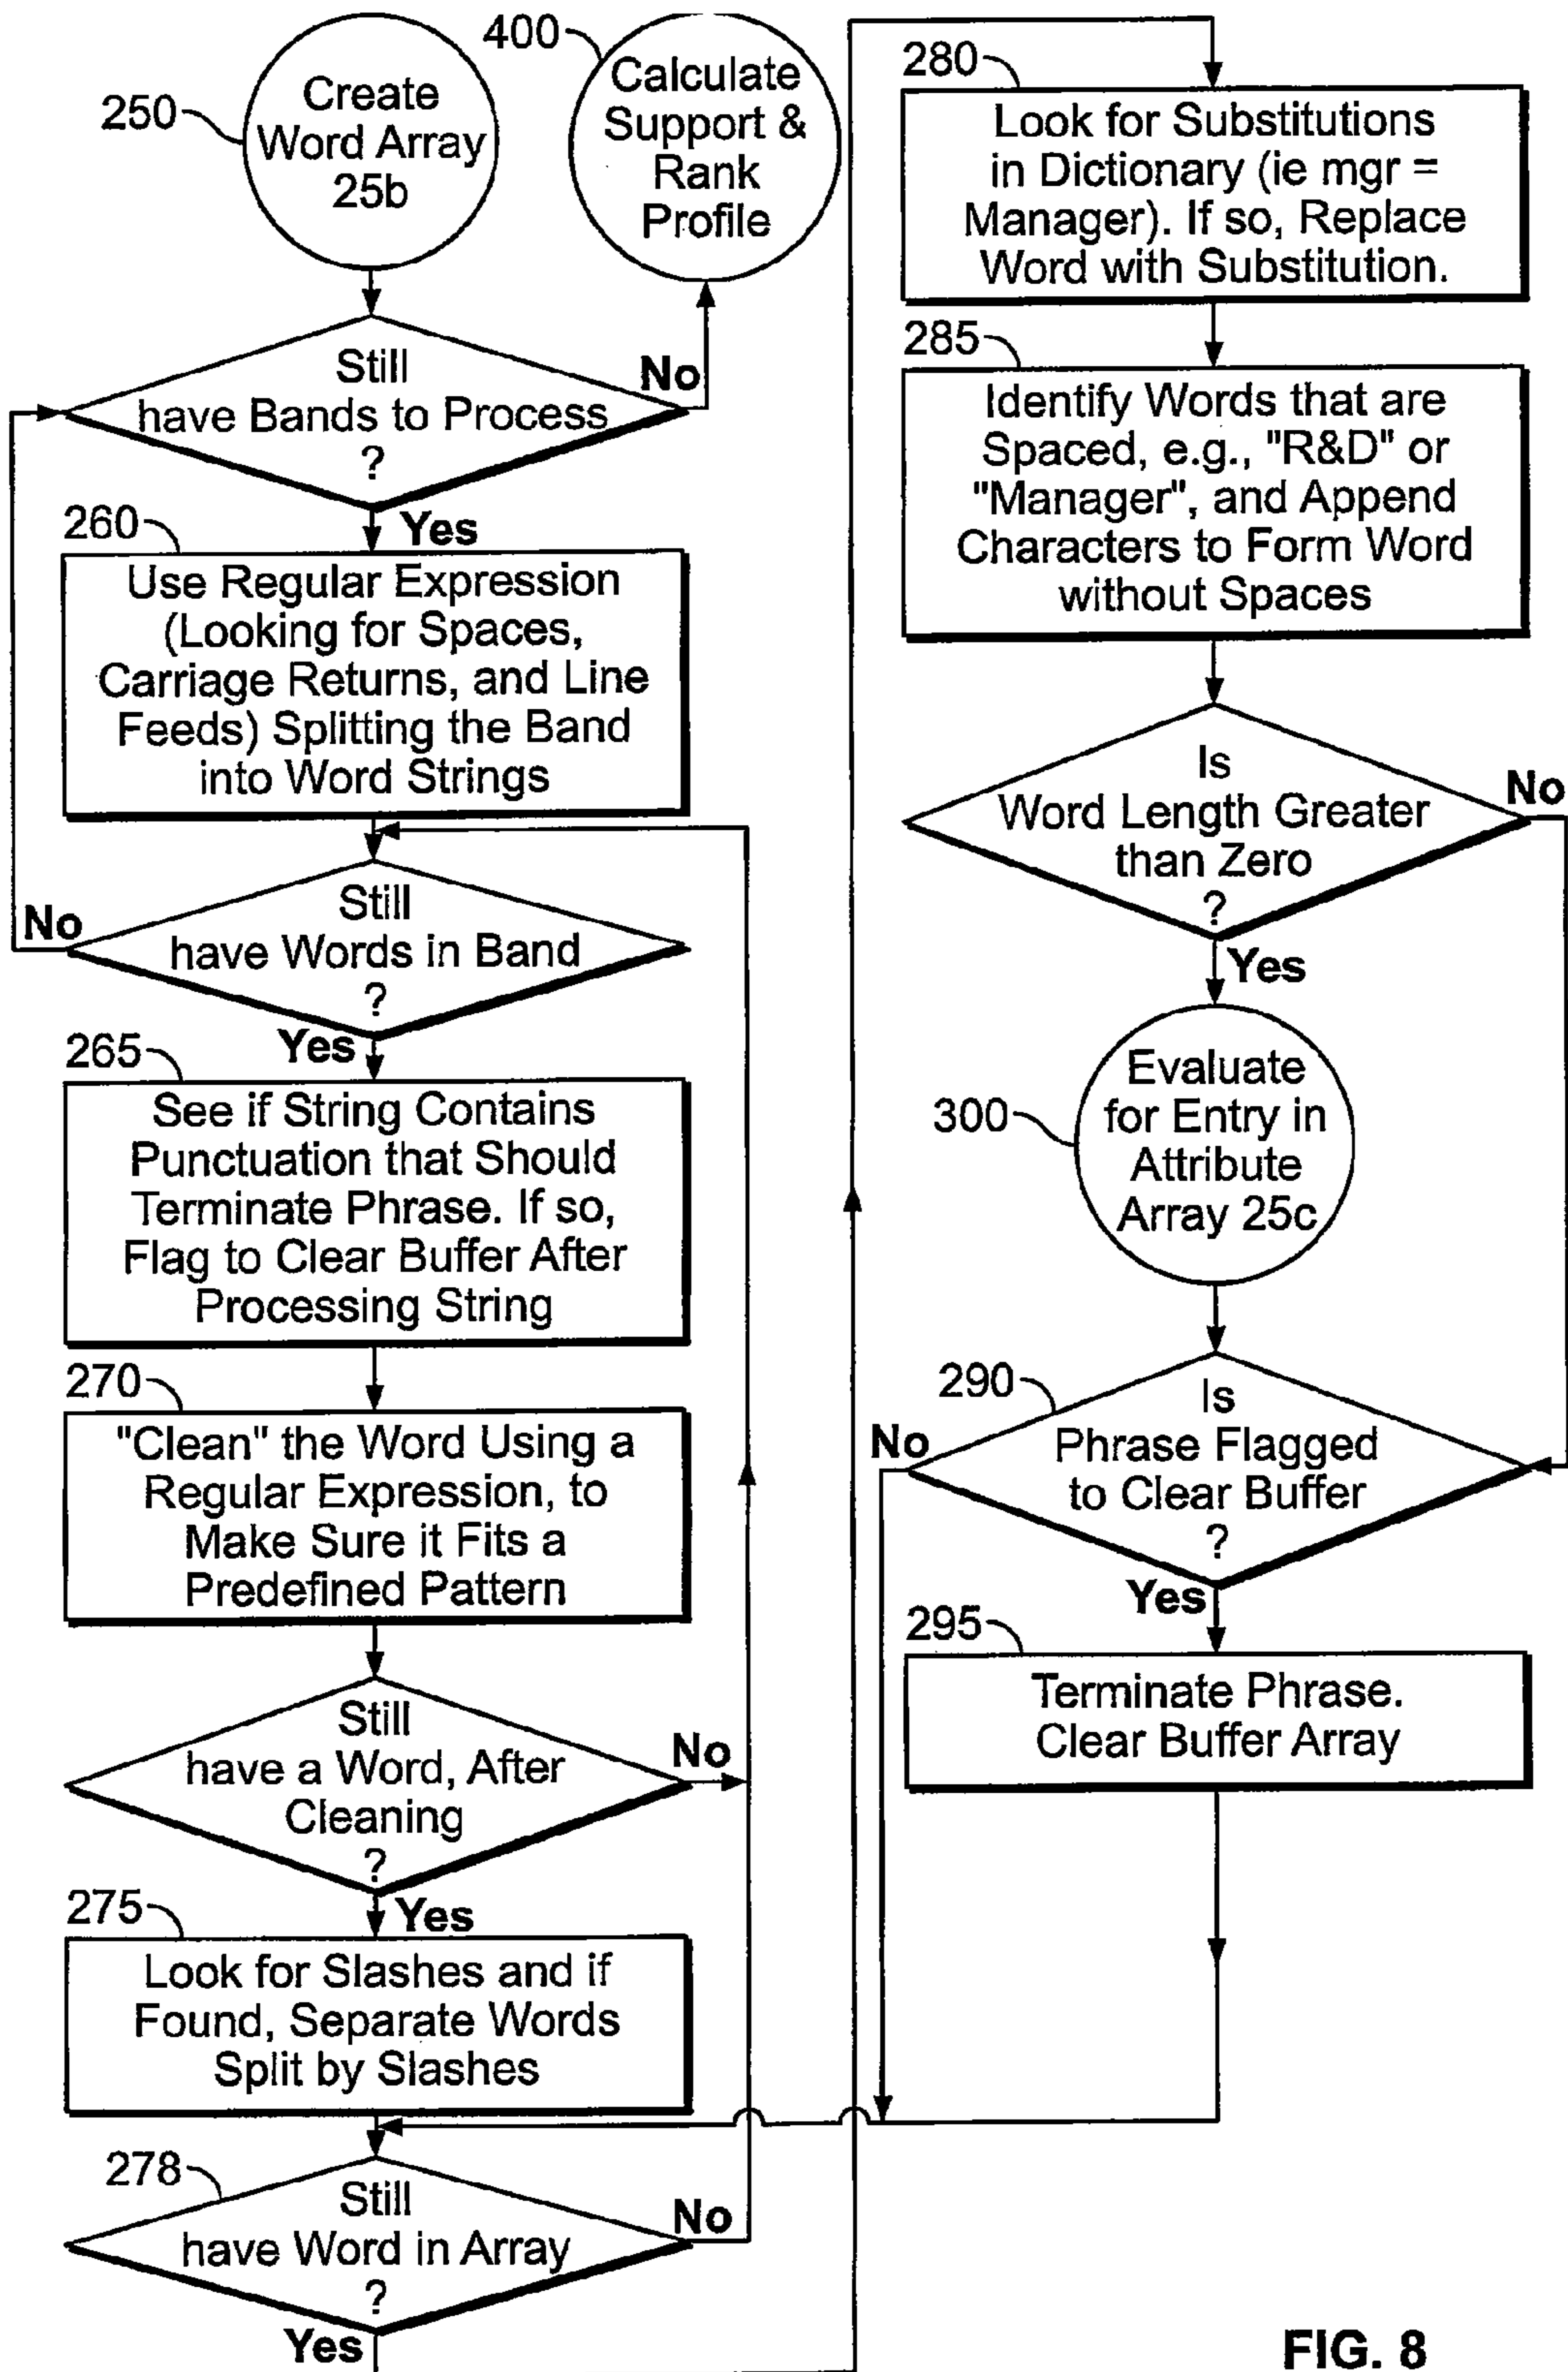 250
Create
Word Array
25b
400
Calculate
Support &
Rank
Profile
Still
have Bands to Process
?
No
Yes
260
Use Regular Expression
(Looking for Spaces,
Carriage Returns, and Line
Feeds) Splitting the Band
into Word Strings
Still
have Words in Band
?
No
Yes
265
See if String Contains
Punctuation that Should
Terminate Phrase. If so,
Flag to Clear Buffer After
Processing String
270
"Clean" the Word Using a
Regular Expression, to
Make Sure it Fits a
Predefined Pattern
Still
have a Word, After
Cleaning
?
No
Yes
275
Look for Slashes and if
Found, Separate Words
Split by Slashes
278
Still
have Word in Array
?
No
Yes
280
Look for Substitutions
in Dictionary (ie mgr =
Manager). If so, Replace
Word with Substitution.
285
Identify Words that are
Spaced, e.g., "R&D" or
"Manager", and Append
Characters to Form Word
without Spaces
Is
Word Length Greater
than Zero
?
No
Yes
300
Evaluate
for Entry in
Attribute
Array 25c
290
Is
Phrase Flagged
to Clear Buffer
?
No
Yes
295
Terminate Phrase.
Clear Buffer Array
FIG. 8